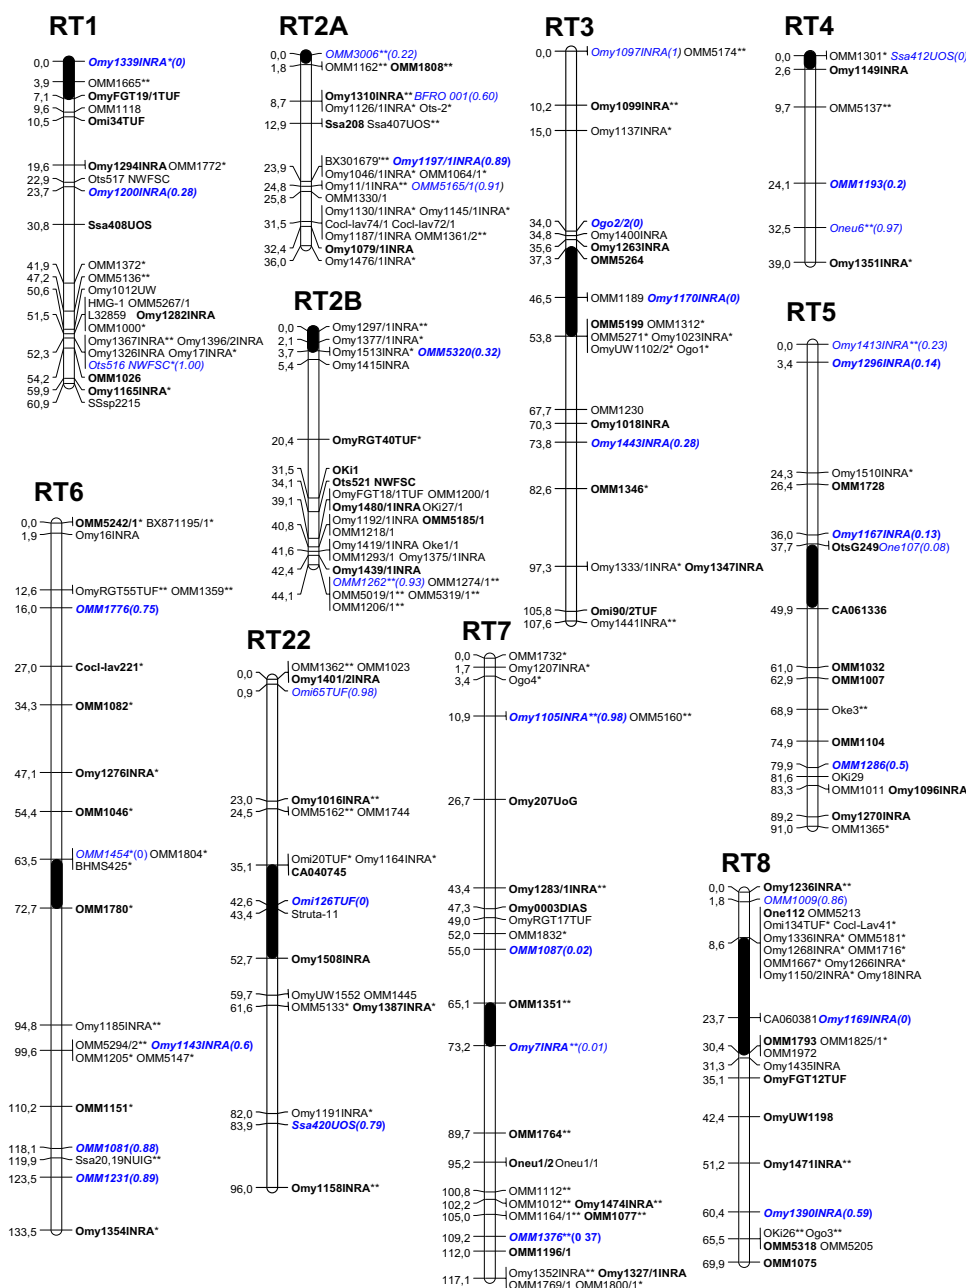 RT1
0,0 Omy1339INRA*(0)
3,9 OMM1665**
7,1 OmyFGT19/1TUF
9,6 OMM1118
10,5 Omi34TUF
19,6 Omy1294INRA OMM1772*
22,9 Ots517 NWFSC
23,7 Omy1200INRA(0.28)
30,8 Ssa408UOS
41,9 OMM1372*
47,2 OMM5136**
50,6 Omy1012UW
HMG-1 OMM5267/1
51,5 L32859 Omy1282INRA
OMM1000*
Omy1367INRA** Omy1396/2INRA
52,3 Omy1326INRA Omy17INRA*
Ots516 NWFSC*(1.00)
54,2 OMM1026
59,9 Omy1165INRA*
60,9 SSsp2215
RT2A
0,0 OMM3006**(0.22)
1,8 OMM1162** OMM1808**
8,7 Omy1310INRA** BFRO 001(0.60)
Omy1126/1INRA* Ots-2*
12,9 Ssa208 Ssa407UOS**
BX301679'** Omy1197/1INRA(0.89)
23,9 Omy1046/1INRA* OMM1064/1*
24,8 Omy11/1INRA** OMM5165/1(0.91)
25,8 OMM1330/1
Omy1130/1INRA* Omy1145/1INRA*
31,5 Cocl-lav74/1 Cocl-lav72/1
Omy1187/1INRA OMM1361/2**
32,4 Omy1079/1INRA
36,0 Omy1476/1INRA*
RT2B
0,0 Omy1297/1INRA**
2,1 Omy1377/1INRA*
3,7 Omy1513INRA* OMM5320(0.32)
5,4 Omy1415INRA
20,4 OmyRGT40TUF*
31,5 OKi1
34,1 Ots521 NWFSC
OmyFGT18/1TUF OMM1200/1
39,1 Omy1480/1INRA OKi27/1
40,8 Omy1192/1INRA OMM5185/1
OMM1218/1
41,6 Omy1419/1INRA Oke1/1
OMM1293/1 Omy1375/1INRA
42,4 Omy1439/1INRA
OMM1262**(0.93) OMM1274/1**
44,1 OMM5019/1** OMM5319/1**
OMM1206/1**
RT3
0,0 Omy1097INRA(1) OMM5174**
10,2 Omy1099INRA**
15,0 Omy1137INRA*
34,0 Ogo2/2(0)
34,8 Omy1400INRA
35,6 Omy1263INRA
37,3 OMM5264
46,5 OMM1189 Omy1170INRA(0)
OMM5199 OMM1312*
53,8 OMM5271* Omy1023INRA*
OmyUW1102/2* Ogo1*
67,7 OMM1230
70,3 Omy1018INRA
73,8 Omy1443INRA(0.28)
82,6 OMM1346*
97,3 Omy1333/1INRA* Omy1347INRA
105,8 Omi90/2TUF
107,6 Omy1441INRA**
RT4
0,0 OMM1301* Ssa412UOS(0)
2,6 Omy1149INRA
9,7 OMM5137**
24,1 OMM1193(0.2)
32,5 Oneu6**(0.97)
39,0 Omy1351INRA*
RT5
0,0 Omy1413INRA**(0.23)
3,4 Omy1296INRA(0.14)
24,3 Omy1510INRA*
26,4 OMM1728
36,0 Omy1167INRA(0.13)
37,7 OtsG249 One107(0.08)
49,9 CA061336
61,0 OMM1032
62,9 OMM1007
68,9 Oke3**
74,9 OMM1104
79,9 OMM1286(0.5)
81,6 OKi29
83,3 OMM1011 Omy1096INRA
89,2 Omy1270INRA
91,0 OMM1365*
RT6
0,0 OMM5242/1* BX871195/1*
1,9 Omy16INRA
12,6 OmyRGT55TUF** OMM1359**
16,0 OMM1776(0.75)
27,0 Cocl-lav221*
34,3 OMM1082*
47,1 Omy1276INRA*
54,4 OMM1046*
63,5 OMM1454*(0) OMM1804*
BHMS425*
72,7 OMM1780*
94,8 Omy1185INRA**
99,6 OMM5294/2** Omy1143INRA(0.6)
OMM1205* OMM5147*
110,2 OMM1151*
118,1 OMM1081(0.88)
119,9 Ssa20,19NUIG**
123,5 OMM1231(0.89)
133,5 Omy1354INRA*
RT22
0,0 OMM1362** OMM1023
Omy1401/2INRA
0,9 Omi65TUF(0.98)
23,0 Omy1016INRA**
24,5 OMM5162** OMM1744
35,1 Omi20TUF* Omy1164INRA*
CA040745
42,6 Omi126TUF(0)
43,4 Struta-11
52,7 Omy1508INRA
59,7 OmyUW1552 OMM1445
61,6 OMM5133* Omy1387INRA*
82,0 Omy1191INRA*
83,9 Ssa420UOS(0.79)
96,0 Omy1158INRA**
RT7
0,0 OMM1732*
1,7 Omy1207INRA*
3,4 Ogo4*
10,9 Omy1105INRA**(0.98) OMM5160**
26,7 Omy207UoG
43,4 Omy1283/1INRA**
47,3 Omy0003DIAS
49,0 OmyRGT17TUF
52,0 OMM1832*
55,0 OMM1087(0.02)
65,1 OMM1351**
73,2 Omy7INRA**(0.01)
89,7 OMM1764**
95,2 Oneu1/2 Oneu1/1
100,8 OMM1112**
102,2 OMM1012** Omy1474INRA**
105,0 OMM1164/1** OMM1077**
109,2 OMM1376**(0 37)
112,0 OMM1196/1
117,1 Omy1352INRA** Omy1327/1INRA
OMM1769/1 OMM1800/1*
RT8
0,0 Omy1236INRA**
1,8 OMM1009(0.86)
One112 OMM5213
Omi134TUF* Cocl-Lav41*
8,6 Omy1336INRA* OMM5181*
Omy1268INRA* OMM1716*
OMM1667* Omy1266INRA*
Omy1150/2INRA* Omy18INRA
23,7 CA060381 Omy1169INRA(0)
30,4 OMM1793 OMM1825/1*
OMM1972
31,3 Omy1435INRA
35,1 OmyFGT12TUF
42,4 OmyUW1198
51,2 Omy1471INRA**
60,4 Omy1390INRA(0.59)
65,5 OKi26** Ogo3**
OMM5318 OMM5205
69,9 OMM1075